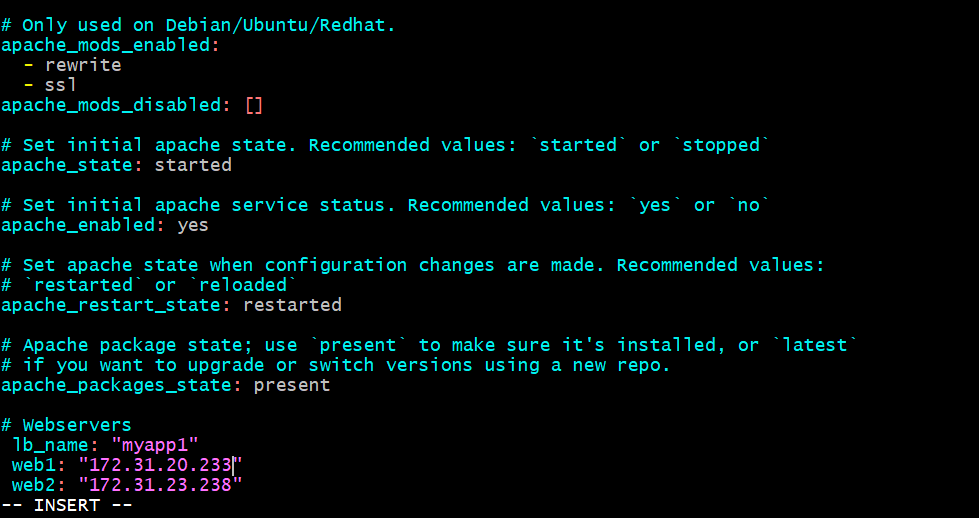 # Only used on Debian/Ubuntu/Redhat.
apache_mods_enabled:
  - rewrite
  - ssl
apache_mods_disabled: []
# Set initial apache state. Recommended values: `started` or `stopped`
apache_state: started
# Set initial apache service status. Recommended values: `yes` or `no`
apache_enabled: yes
# Set apache state when configuration changes are made. Recommended values:
# `restarted` or `reloaded`
apache_restart_state: restarted
# Apache package state; use `present` to make sure it's installed, or `latest`
# if you want to upgrade or switch versions using a new repo.
apache_packages_state: present
# Webservers
 lb_name: "myapp1"
 web1: "172.31.20.233"
 web2: "172.31.23.238"
-- INSERT --